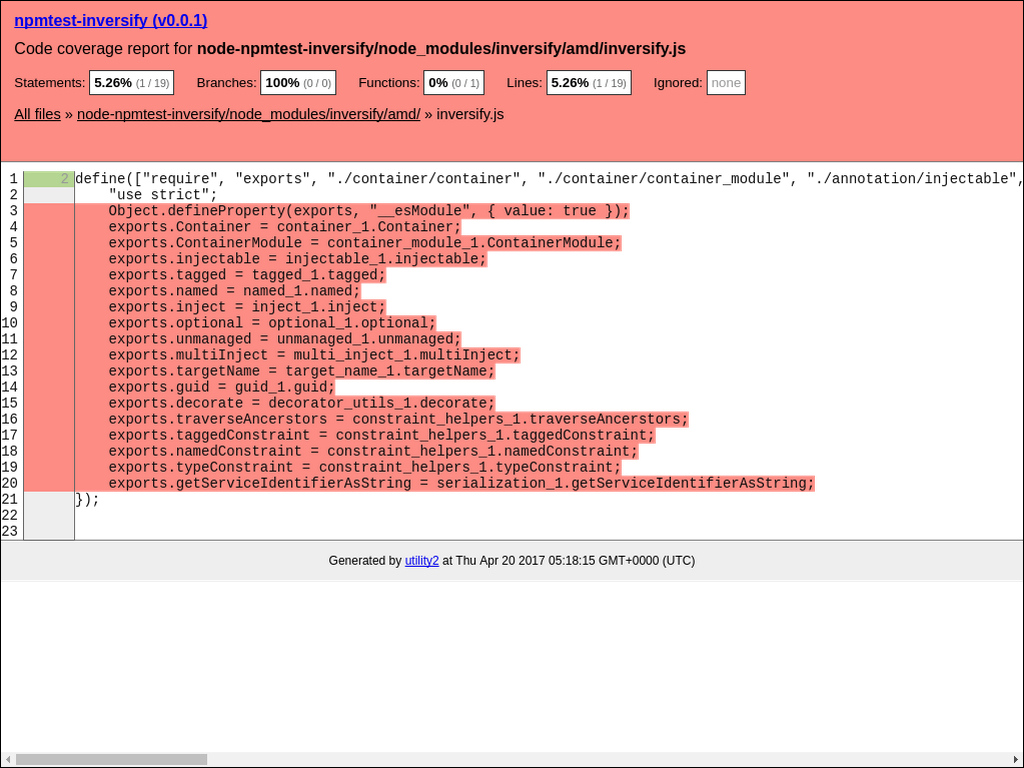 npmtest-inversify (v0.0.1)
Code coverage report for node-npmtest-inversify/node_modules/inversify/amd/inversify.js
Statements: 5.26% (1 / 19) Branches: 100% (0 / 0) Functions: 0% (0 / 1) Lines: 5.26% (1 / 19) Ignored: none
All files » node-npmtest-inversify/node_modules/inversify/amd/ » inversify.js
1 2 define(["require", "exports", "./container/container", "./container/container_module", "./annotation/injectable",
2 "use strict";
3 Object.defineProperty(exports, "__esModule", { value: true });
4 exports.Container = container_1.Container;
5 exports.ContainerModule = container_module_1.ContainerModule;
6 exports.injectable = injectable_1.injectable;
7 exports.tagged = tagged_1.tagged;
8 exports.named = named_1.named;
9 exports.inject = inject_1.inject;
10 exports.optional = optional_1.optional;
11 exports.unmanaged = unmanaged_1.unmanaged;
12 exports.multiInject = multi_inject_1.multiInject;
13 exports.targetName = target_name_1.targetName;
14 exports.guid = guid_1.guid;
15 exports.decorate = decorator_utils_1.decorate;
16 exports.traverseAncerstors = constraint_helpers_1.traverseAncerstors;
17 exports.taggedConstraint = constraint_helpers_1.taggedConstraint;
18 exports.namedConstraint = constraint_helpers_1.namedConstraint;
19 exports.typeConstraint = constraint_helpers_1.typeConstraint;
20 exports.getServiceIdentifierAsString = serialization_1.getServiceIdentifierAsString;
21 });
22
23
Generated by utility2 at Thu Apr 20 2017 05:18:15 GMT+0000 (UTC)